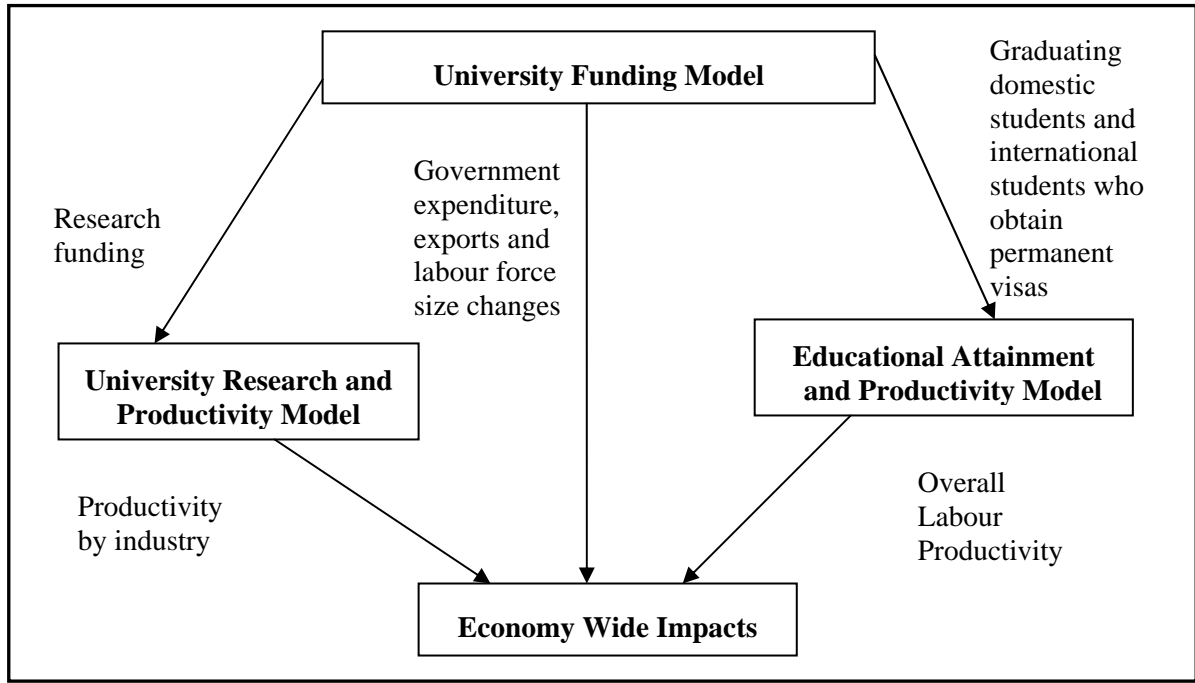 University Funding Model
Graduating
domestic
students and
international
students who
obtain
permanent
visas
Government
expenditure,
exports and
labour force
size changes
Research
funding
University Research and
Productivity Model
Educational Attainment
and Productivity Model
Productivity
by industry
Overall
Labour
Productivity
Economy Wide Impacts